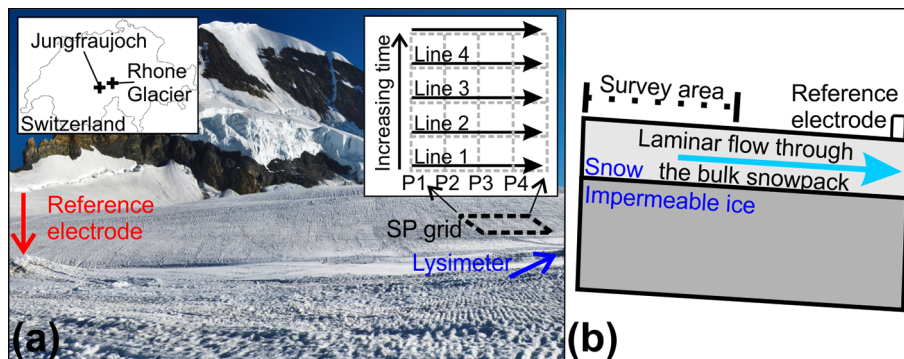 Jungfraujoch
Rhone
Glacier
Switzerland
Increasing time
Line 4
Line 3
Line 2
Line 1
P1 P2 P3 P4
Reference
electrode
SP grid
Lysimeter
(a)
Survey area
Reference
electrode
Laminar flow through
the bulk snowpack
Snow
Impermeable ice
(b)